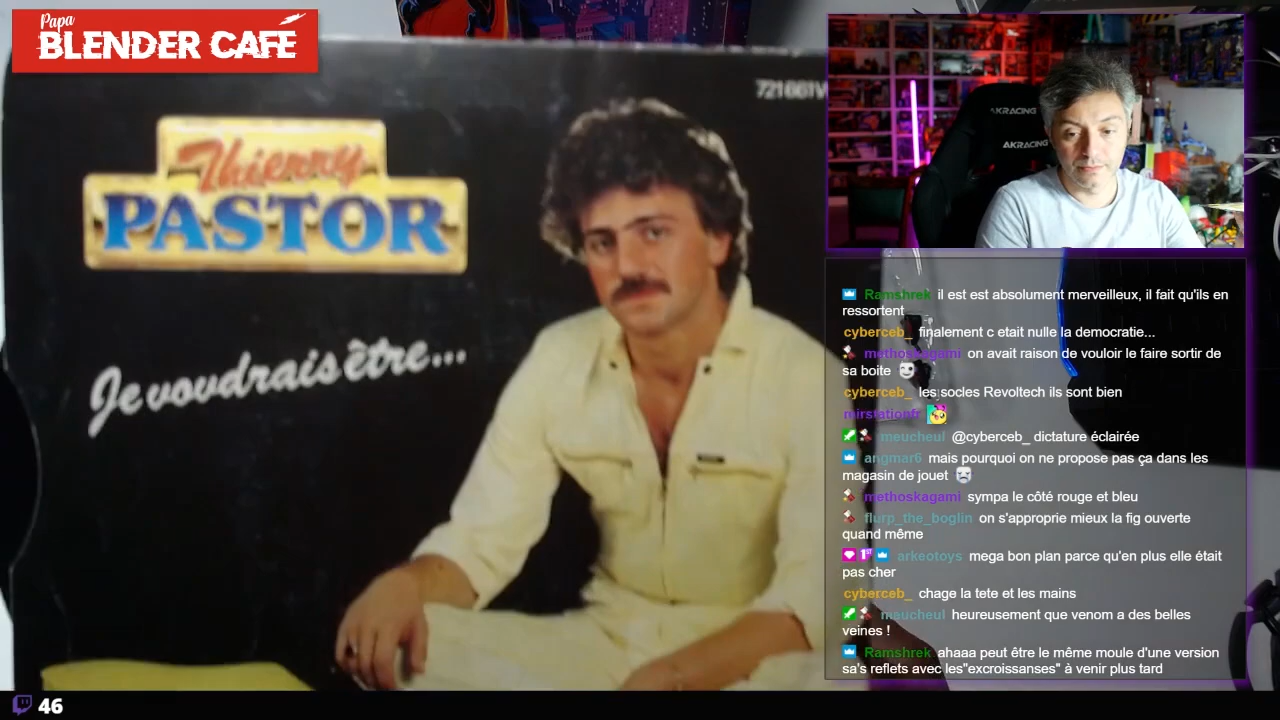 Papa
BLENDER CAFÉ
721661V
Thierry
PASTOR
Je voudrais être...
AKRACING
AKRACING
Ramshrek il est est absolument merveilleux, il fait qu'ils en
ressortent
cyberceb_ finalement c etait nulle la democratie...
methoskagami on avait raison de vouloir le faire sortir de
sa boite
cyberceb_ les socles Revoltech ils sont bien
mirstationfr
meucheul @cyberceb_ dictature éclairée
angmar6 mais pourquoi on ne propose pas ça dans les
magasin de jouet
methoskagami sympa le côté rouge et bleu
flurp_the_boglin on s'approprie mieux la fig ouverte
quand même
1ST arkeotoys mega bon plan parce qu'en plus elle était
pas cher
cyberceb_ chage la tete et les mains
meucheul heureusement que venom a des belles
veines !
Ramshrek ahaaa peut être le même moule d'une version
sa's reflets avec les"excroissanses" à venir plus tard
46